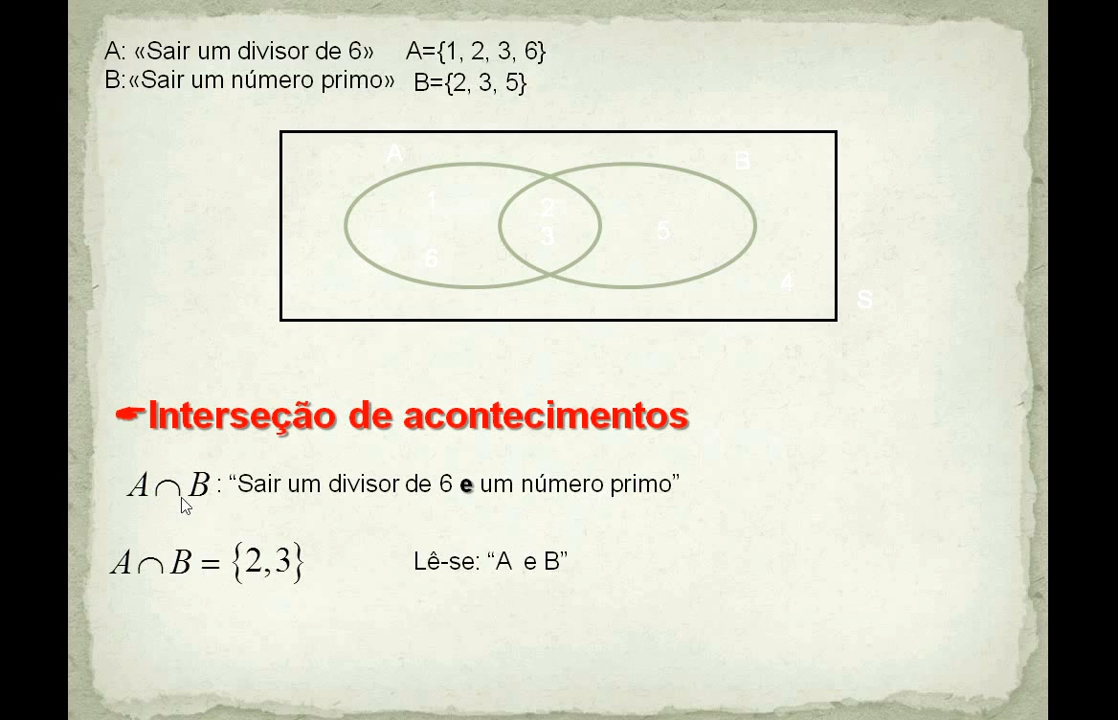 A: «Sair um divisor de 6» A={1, 2, 3, 6}
B:«Sair um número primo» B={2, 3, 5}
A B
1 2
3 5
6 4
S
☛Interseção de acontecimentos
A ∩ B : “Sair um divisor de 6 e um número primo”
A ∩ B = {2,3} Lê-se: “A e B”